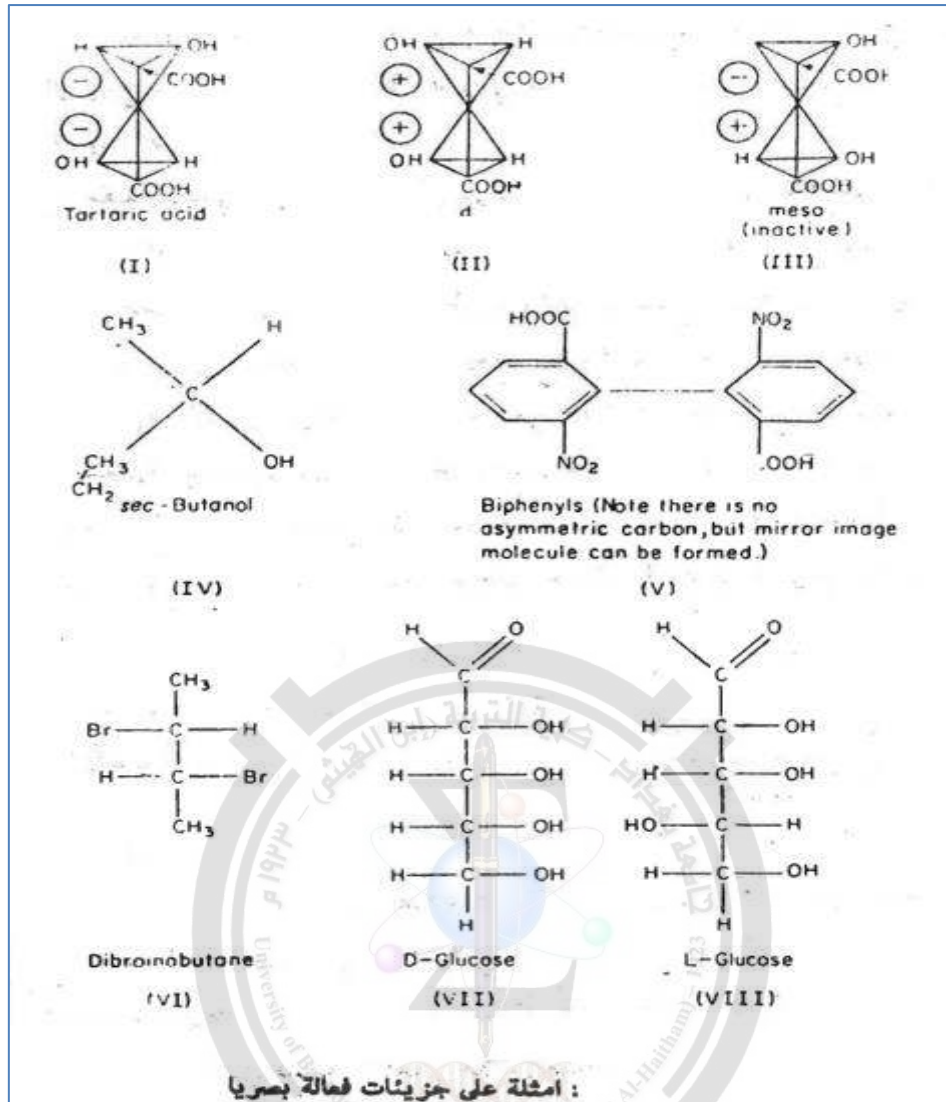 H OH
COOH
OH H
COOH
Tartaric acid
(I)
OH H
COOH
OH H
COOH
d
(II)
OH
COOH
H OH
COOH
meso
(inactive)
(III)
CH3 H
C
CH3 OH
CH2
sec-Butanol
(IV)
HOOC NO2
NO2 OOH
Biphenyls (Note there is no
asymmetric carbon, but mirror image
molecule can be formed.)
(V)
CH3
Br C H
H C Br
CH3
Dibromobutane
(VI)
H O
C
H C OH
H C OH
H C OH
H C OH
H
D-Glucose
(VII)
H O
C
H C OH
H C OH
HO C H
H C OH
H
L-Glucose
(VIII)
امثلة على جزيئات فعالة بصريا :